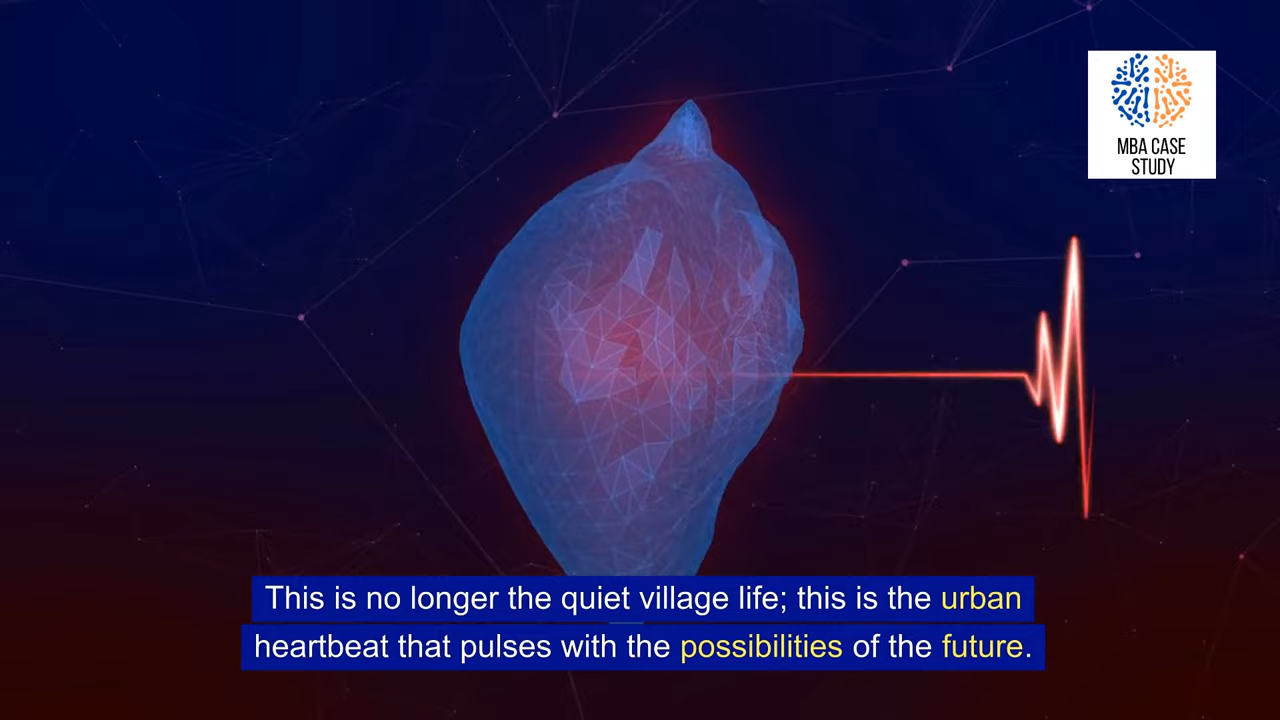 MBA CASE
STUDY
This is no longer the quiet village life; this is the urban
heartbeat that pulses with the possibilities of the future.